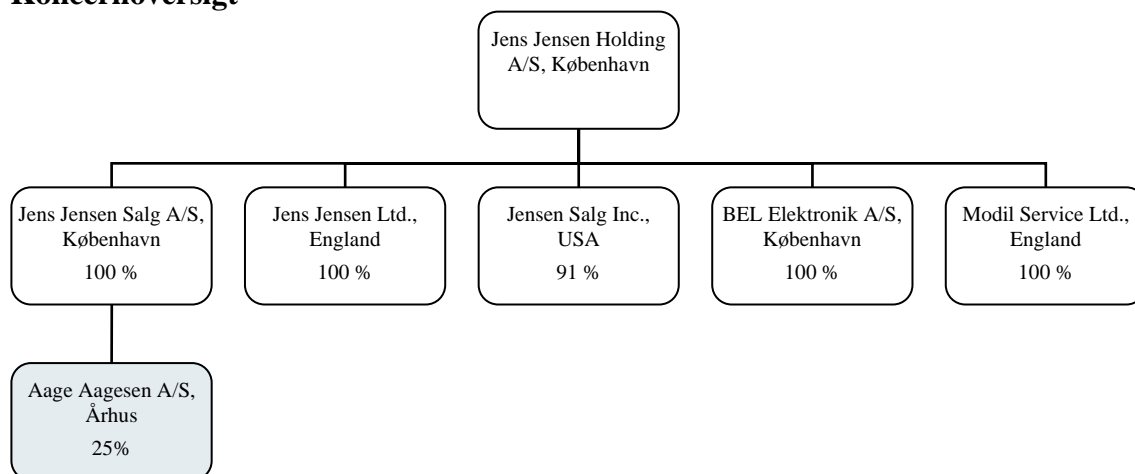 Koncernoversigt
Jens Jensen Holding
A/S, København
Jens Jensen Salg A/S,
København
100 %
Jens Jensen Ltd.,
England
100 %
Jensen Salg Inc.,
USA
91 %
BEL Elektronik A/S,
København
100 %
Modil Service Ltd.,
England
100 %
Aage Aagesen A/S,
Århus
25%